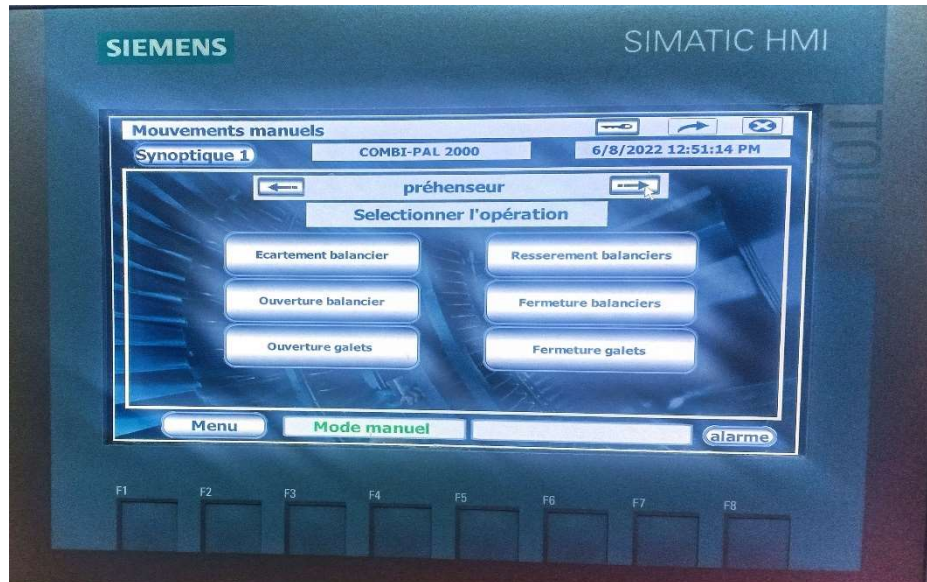 SIEMENS
SIMATIC HMI
TOUCH
Mouvements manuels
Synoptique 1
COMBI-PAL 2000
6/8/2022 12:51:14 PM
préhenseur
Selectionner l'opération
Ecartement balancier
Resserement balanciers
Ouverture balancier
Fermeture balanciers
Ouverture galets
Fermeture galets
Menu
Mode manuel
alarme
F1 F2 F3 F4 F5 F6 F7 F8